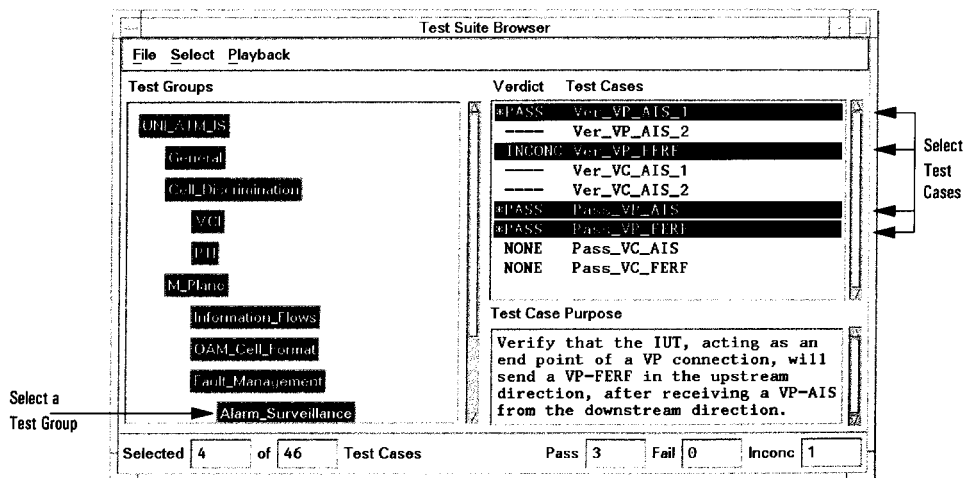 Test Suite Browser
File Select Playback
Test Groups
UNI_ATM_IS
General
Cell_Discrimination
VCI
PTI
M_Plane
Information_Flows
OAM_Cell_Format
Fault_Management
Alarm_Surveillance
Verdict Test Cases
*PASS Ver_VP_AIS_1
---- Ver_VP_AIS_2
INCONC Ver_VP_FERF
---- Ver_VC_AIS_1
---- Ver_VC_AIS_2
*PASS Pass_VP_AIS
*PASS Pass_VP_FERF
NONE Pass_VC_AIS
NONE Pass_VC_FERF
Test Case Purpose
Verify that the IUT, acting as an
end point of a VP connection, will
send a VP-FERF in the upstream
direction, after receiving a VP-AIS
from the downstream direction.
Selected 4 of 46 Test Cases Pass 3 Fail 0 Inconc 1
Select a
Test Group
Select
Test
Cases